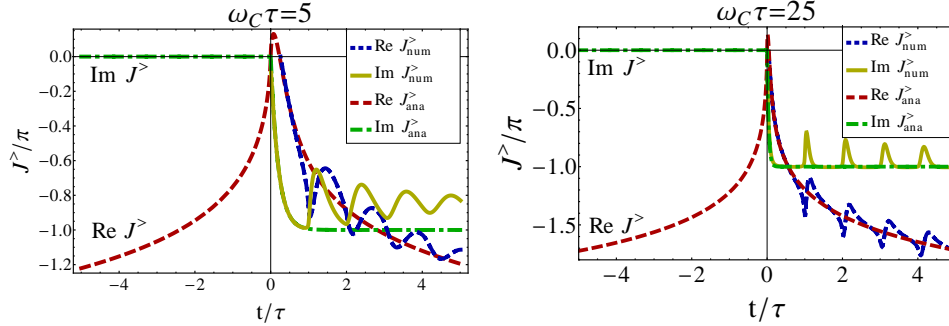 ω_Cτ=5
J^>/π
0.0
−0.2
−0.4
−0.6
−0.8
−1.0
−1.2
Im J^>
Re J^>
Re J^>_num
Im J^>_num
Re J^>_ana
Im J^>_ana
−4 −2 0 2 4
t/τ
ω_Cτ=25
J^>/π
0.0
−0.5
−1.0
−1.5
Im J^>
Re J^>
Re J^>_num
Im J^>_num
Re J^>_ana
Im J^>_ana
−4 −2 0 2 4
t/τ